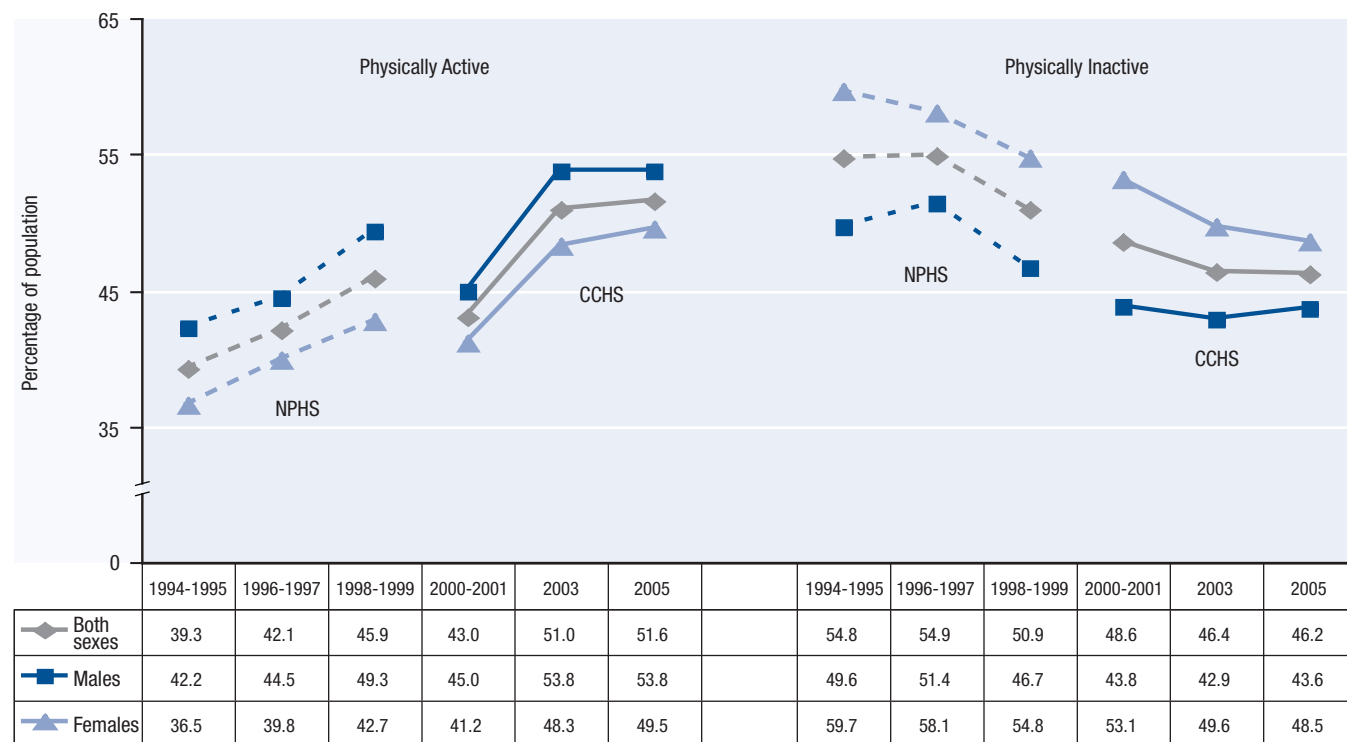 65
Physically Active
Physically Inactive
55
Percentage of population
NPHS
45
CCHS
CCHS
NPHS
35
0
1994-1995 1996-1997 1998-1999 2000-2001 2003 2005 1994-1995 1996-1997 1998-1999 2000-2001 2003 2005
Both
sexes 39.3 42.1 45.9 43.0 51.0 51.6 54.8 54.9 50.9 48.6 46.4 46.2
Males 42.2 44.5 49.3 45.0 53.8 53.8 49.6 51.4 46.7 43.8 42.9 43.6
Females 36.5 39.8 42.7 41.2 48.3 49.5 59.7 58.1 54.8 53.1 49.6 48.5